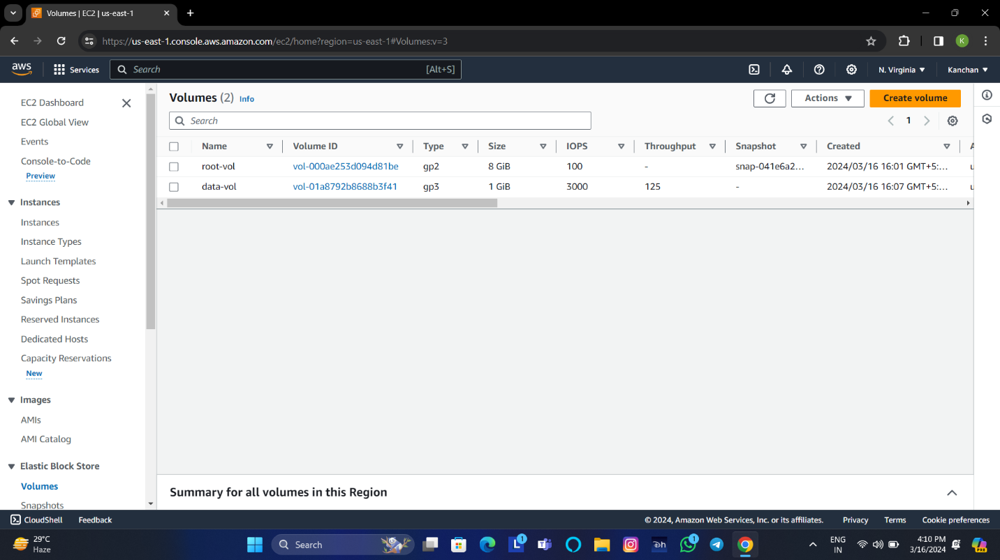 Volumes | EC2 | us-east-1
https://us-east-1.console.aws.amazon.com/ec2/home?region=us-east-1#Volumes:v=3
K
aws Services Search [Alt+S] N. Virginia Kanchan
EC2 Dashboard
EC2 Global View
Events
Console-to-Code
Preview
Instances
Instances
Instance Types
Launch Templates
Spot Requests
Savings Plans
Reserved Instances
Dedicated Hosts
Capacity Reservations
New
Images
AMIs
AMI Catalog
Elastic Block Store
Volumes
Snapshots
Volumes (2) Info
Actions Create volume
Search
1
Name Volume ID Type Size IOPS Throughput Snapshot Created
root-vol vol-000ae253d094d81be gp2 8 GiB 100 - snap-041e6a2... 2024/03/16 16:01 GMT+5:...
data-vol vol-01a8792b8688b3f41 gp3 1 GiB 3000 125 - 2024/03/16 16:07 GMT+5:...
Summary for all volumes in this Region
CloudShell Feedback © 2024, Amazon Web Services, Inc. or its affiliates. Privacy Terms Cookie preferences
29°C
Haze
Search
L 1
Dh
1
ENG
IN
4:10 PM
3/16/2024
PRE